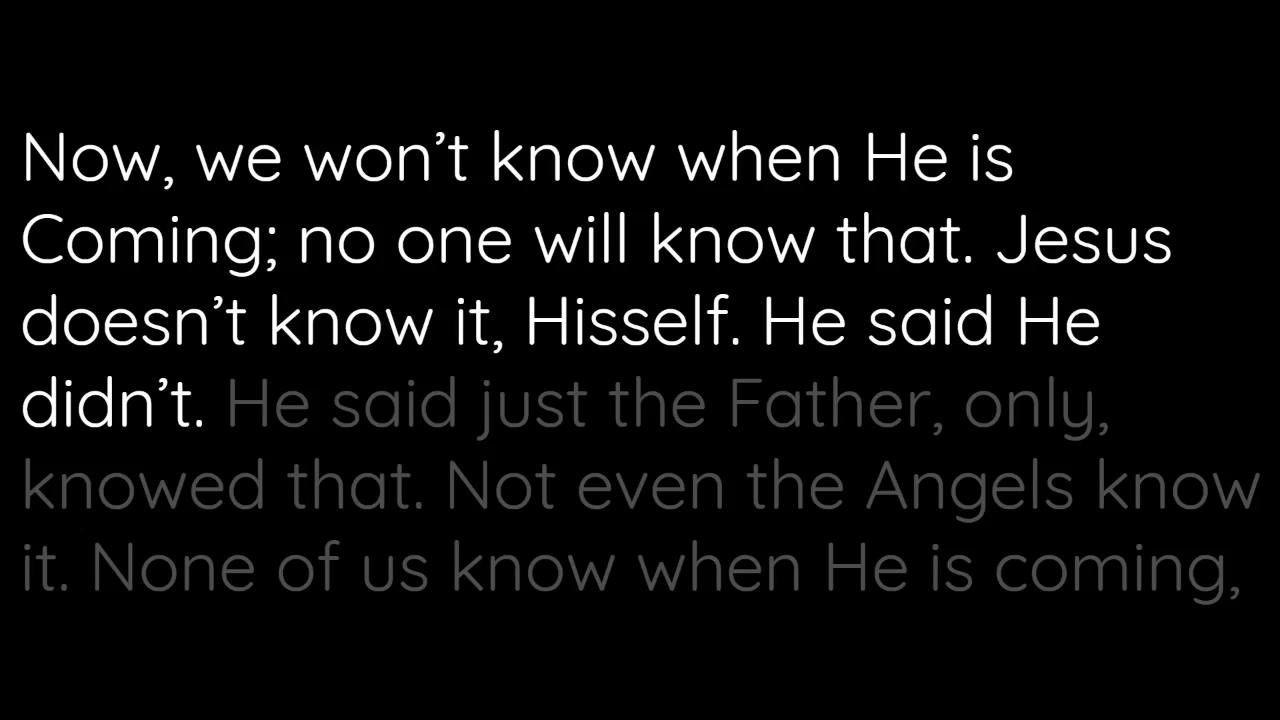 Now, we won’t know when He is
Coming; no one will know that. Jesus
doesn’t know it, Hisself. He said He
didn’t. He said just the Father, only,
knowed that. Not even the Angels know
it. None of us know when He is coming,